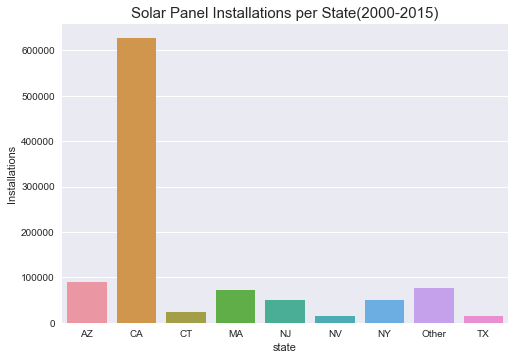 Solar Panel Installations per State(2000-2015)
Installations
600000
500000
400000
300000
200000
100000
0
AZ CA CT MA NJ NV NY Other TX
state